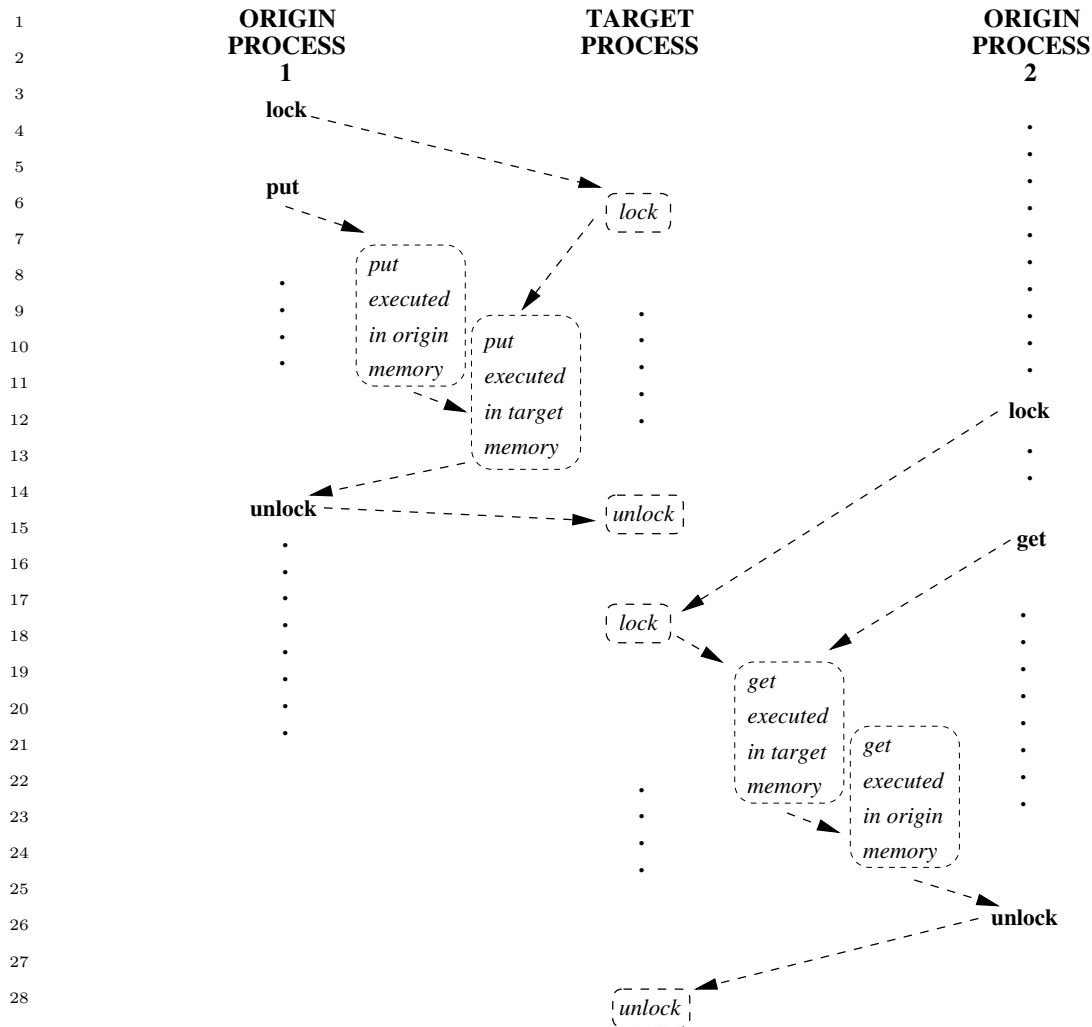 1
ORIGIN
TARGET
ORIGIN
2
PROCESS
PROCESS
PROCESS
1
2
3
lock
4
5
put
6
lock
7
put
8
executed
9
in origin
put
10
memory
executed
11
in target
lock
12
memory
13
14
unlock
unlock
15
get
16
17
lock
18
19
get
20
executed
21
in target
get
22
memory
executed
23
in origin
24
memory
25
unlock
26
27
28
unlock